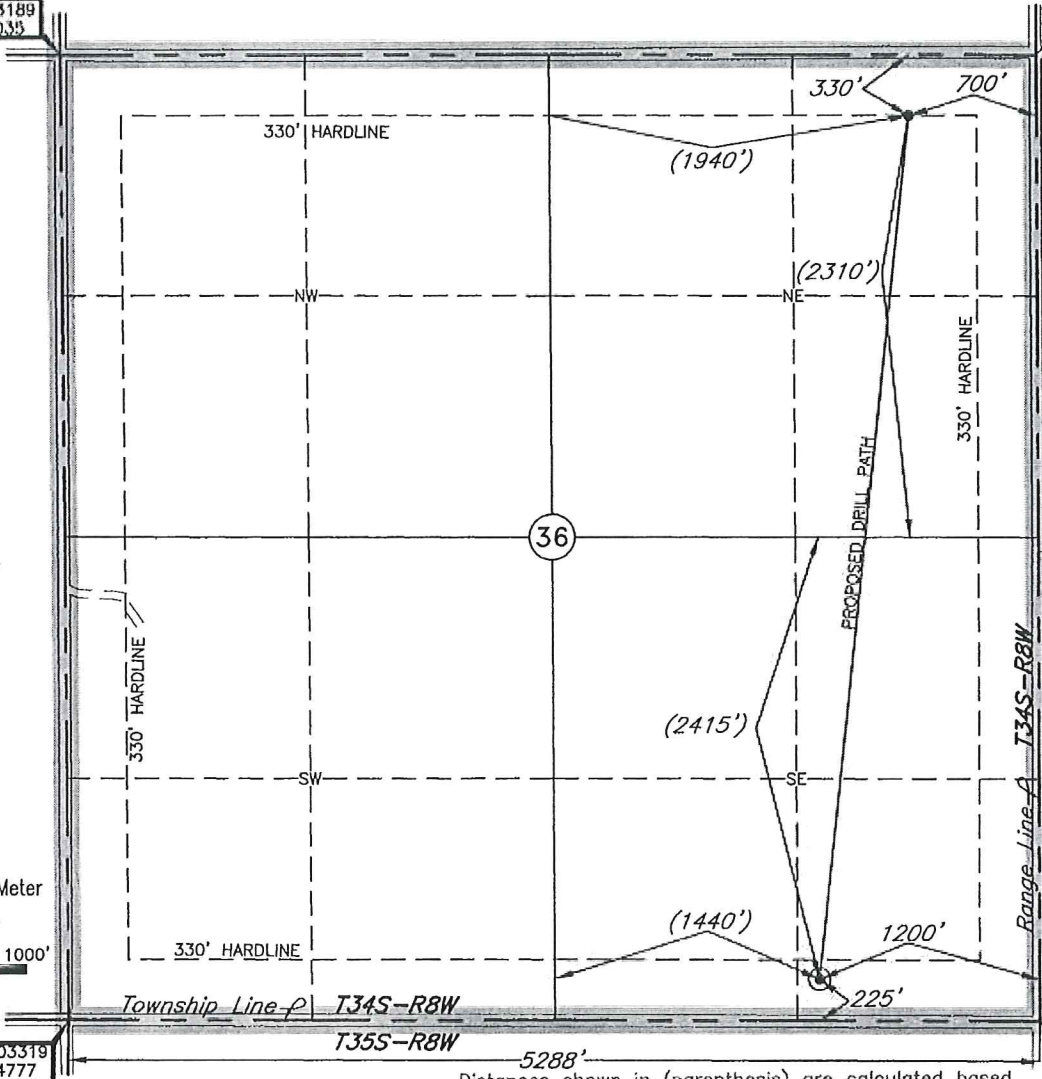 3189
035
330'
700'
330' HARDLINE
(1940')
(2310')
NW
NE
330' HARDLINE
PROPOSED DRILL PATH
36
330' HARDLINE
(2415')
T34S-R8W
SW
SE
Range Line
Meter
(1440')
1200'
1000'
330' HARDLINE
225'
Township Line T34S-R8W
T35S-R8W
03319
4777
5288'
Distances shown in (parenthesis) are calculated based